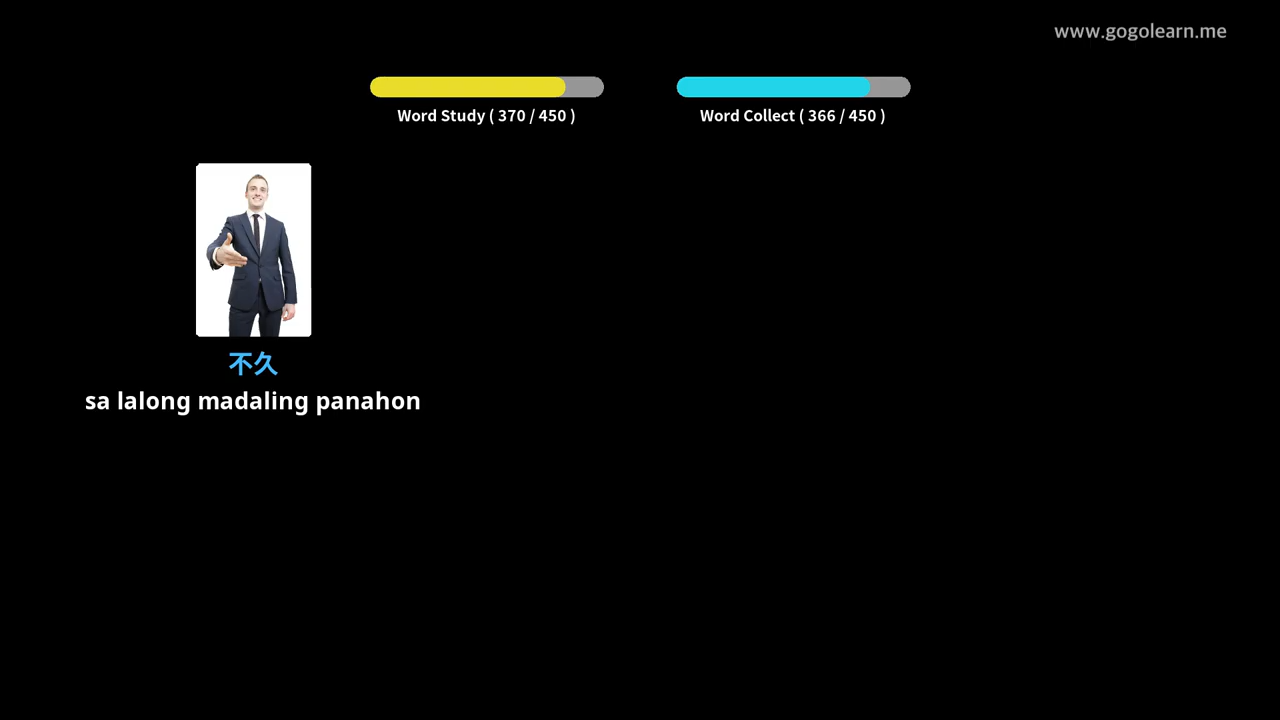 www.gogolearn.me
Word Study ( 370 / 450 )
Word Collect ( 366 / 450 )
不久
sa lalong madaling panahon